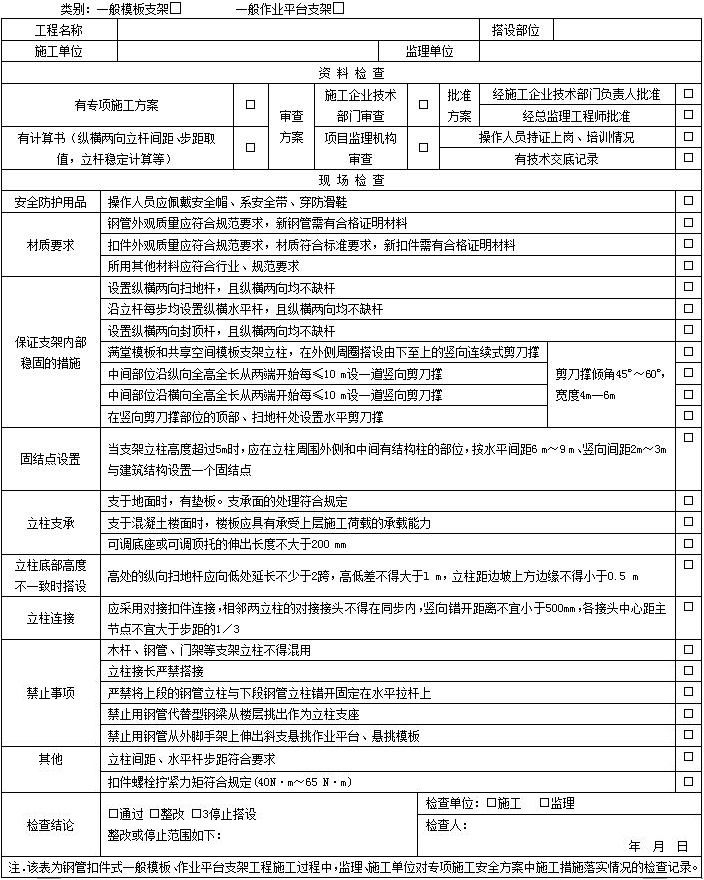 类别：一般模板支架□ 一般作业平台支架□
工程名称 搭设部位
施工单位 监理单位
资料检查
有专项施工方案 □ 审查方案 施工企业技术部门审查 □ 批准方案 经施工企业技术部门负责人批准 □
经总监理工程师批准 □
有计算书（纵横两向立杆间距、步距取值，立杆稳定计算等） □ 项目监理机构审查 □ 操作人员持证上岗、培训情况 □
有技术交底记录 □
现场检查
安全防护用品 操作人员应佩戴安全帽、系安全带、穿防滑鞋 □
材质要求 钢管外观质量应符合规范要求，新钢管需有合格证明材料 □
扣件外观质量应符合规范要求，材质符合标准要求，新扣件需有合格证明材料 □
所用其他材料应符合行业、规范要求 □
保证支架内部稳固的措施 设置纵横两向扫地杆，且纵横两向均不缺杆 □
沿立杆每步均设置纵横水平杆，且纵横两向均不缺杆 □
设置纵横两向封顶杆，且纵横两向均不缺杆 □
满堂模板和共享空间模板支架立柱，在外侧周圈搭设由下至上的竖向连续式剪刀撑 剪刀撑倾角45°～60°，宽度4m—6m □
中间部位沿纵向全高全长从两端开始每≤10 m设一道竖向剪刀撑 □
中间部位沿横向全高全长从两端开始每≤10 m设一道竖向剪刀撑 □
在竖向剪刀撑部位的顶部、扫地杆处设置水平剪刀撑 □
固结点设置 当支架立柱高度超过5m时，应在立柱周围外侧和中间有结构柱的部位，按水平间距6 m～9 m、竖向间距2m～3m □
与建筑结构设置一个固结点
立柱支承 支于地面时，有垫板。支承面的处理符合规定 □
支于混凝土楼面时，楼板应具有承受上层施工荷载的承载能力 □
可调底座或可调顶托的伸出长度不大于200 mm □
立柱底部高度不一致时搭设 高处的纵向扫地杆应向低处延长不少于2跨，高低差不得大于1 m，立柱距边坡上方边缘不得小于0.5 m □
立柱连接 应采用对接扣件连接，相邻两立柱的对接接头不得在同步内，竖向错开距离不宜小于500mm，各接头中心距主 □
节点不宜大于步距的1／3
禁止事项 木杆、钢管、门架等支架立柱不得混用 □
立柱接长严禁搭接 □
严禁将上段的钢管立柱与下段钢管立柱错开固定在水平拉杆上 □
禁止用钢管代替型钢梁从楼层挑出作为立柱支座 □
禁止用钢管从外脚手架上伸出斜支悬挑作业平台、悬挑模板 □
其他 立柱间距、水平杆步距符合要求 □
扣件螺栓拧紧力矩符合规定(40N·m～65 N·m) □
检查结论 □通过 □整改 □3停止搭设 检查单位：□施工 □监理
整改或停止范围如下： 检查人：
年 月 日
注.该表为钢管扣件式一般模板、作业平台支架工程施工过程中，监理、施工单位对专项施工安全方案中施工措施落实情况的检查记录。